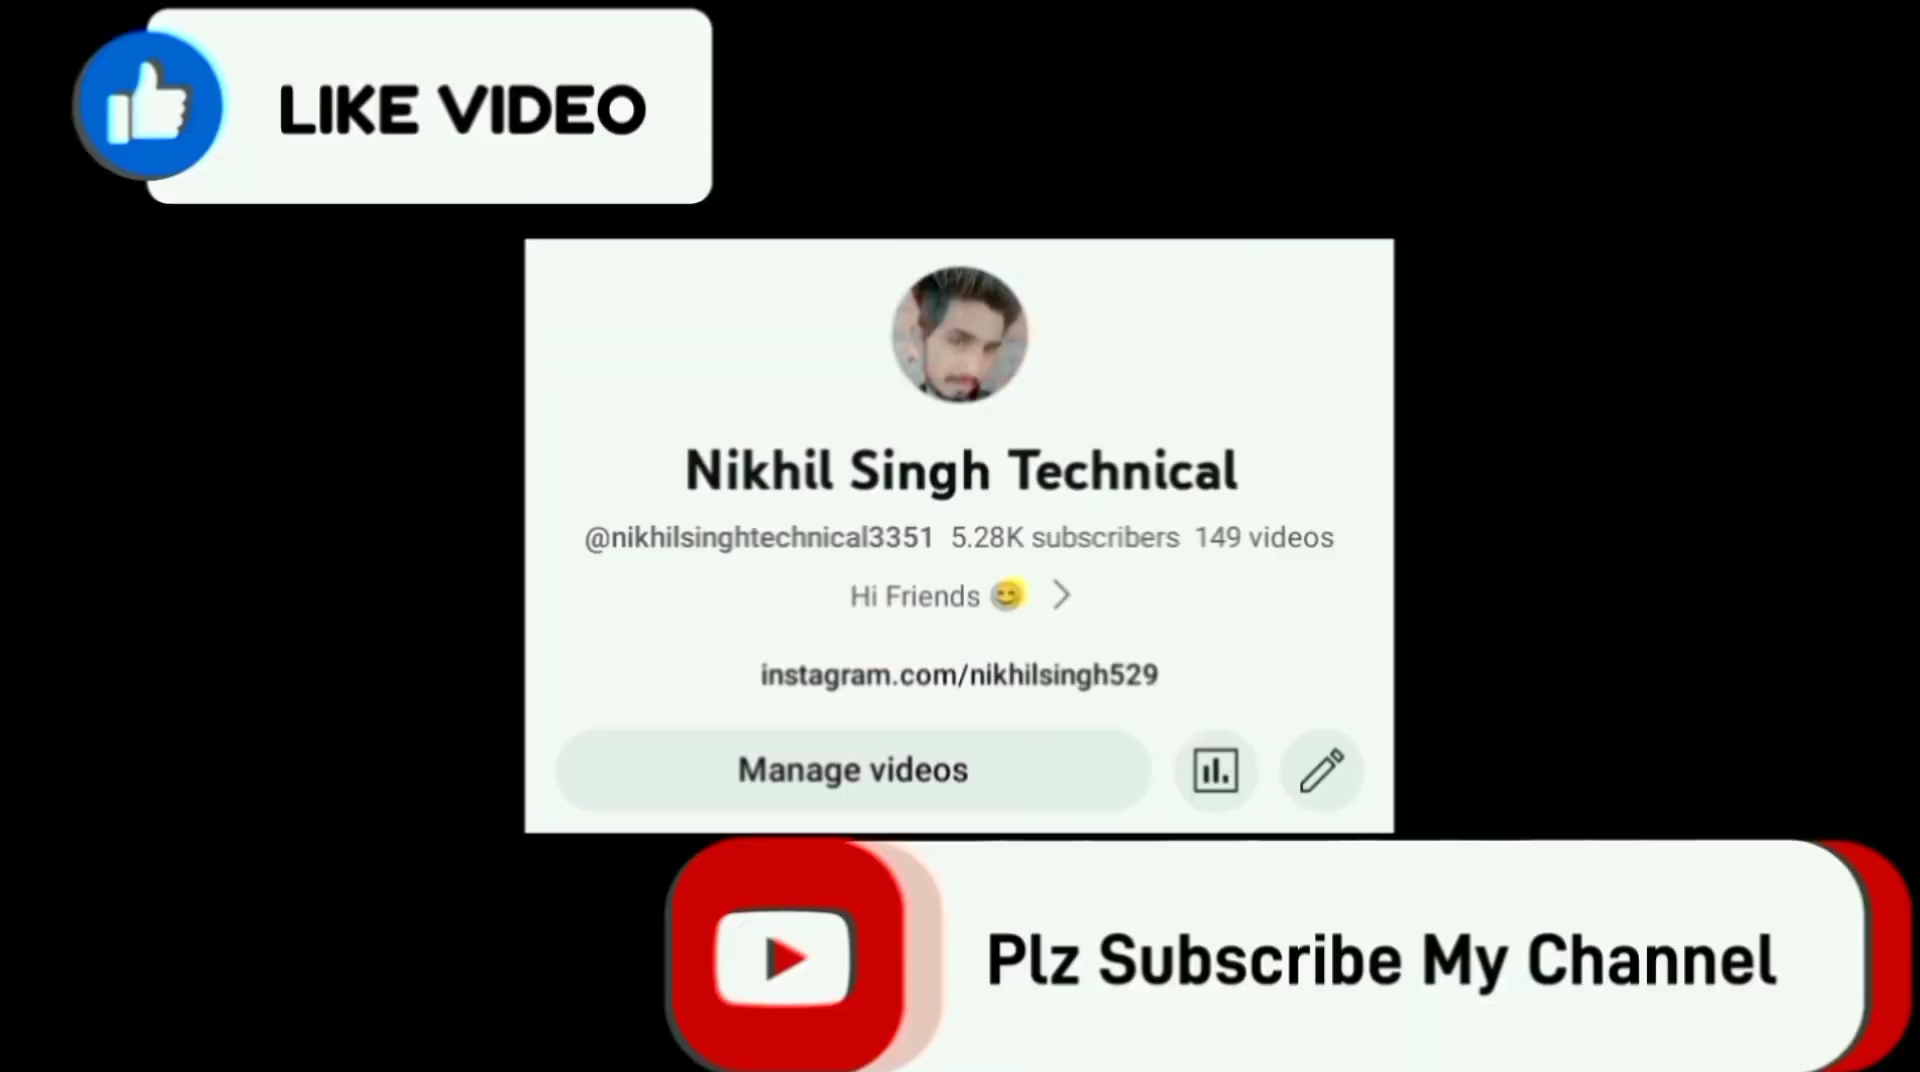 LIKE VIDEO
Nikhil Singh Technical
@nikhilsinghtechnical3351 5.28K subscribers 149 videos
Hi Friends 😊 >
instagram.com/nikhilsingh529
Manage videos
Plz Subscribe My Channel